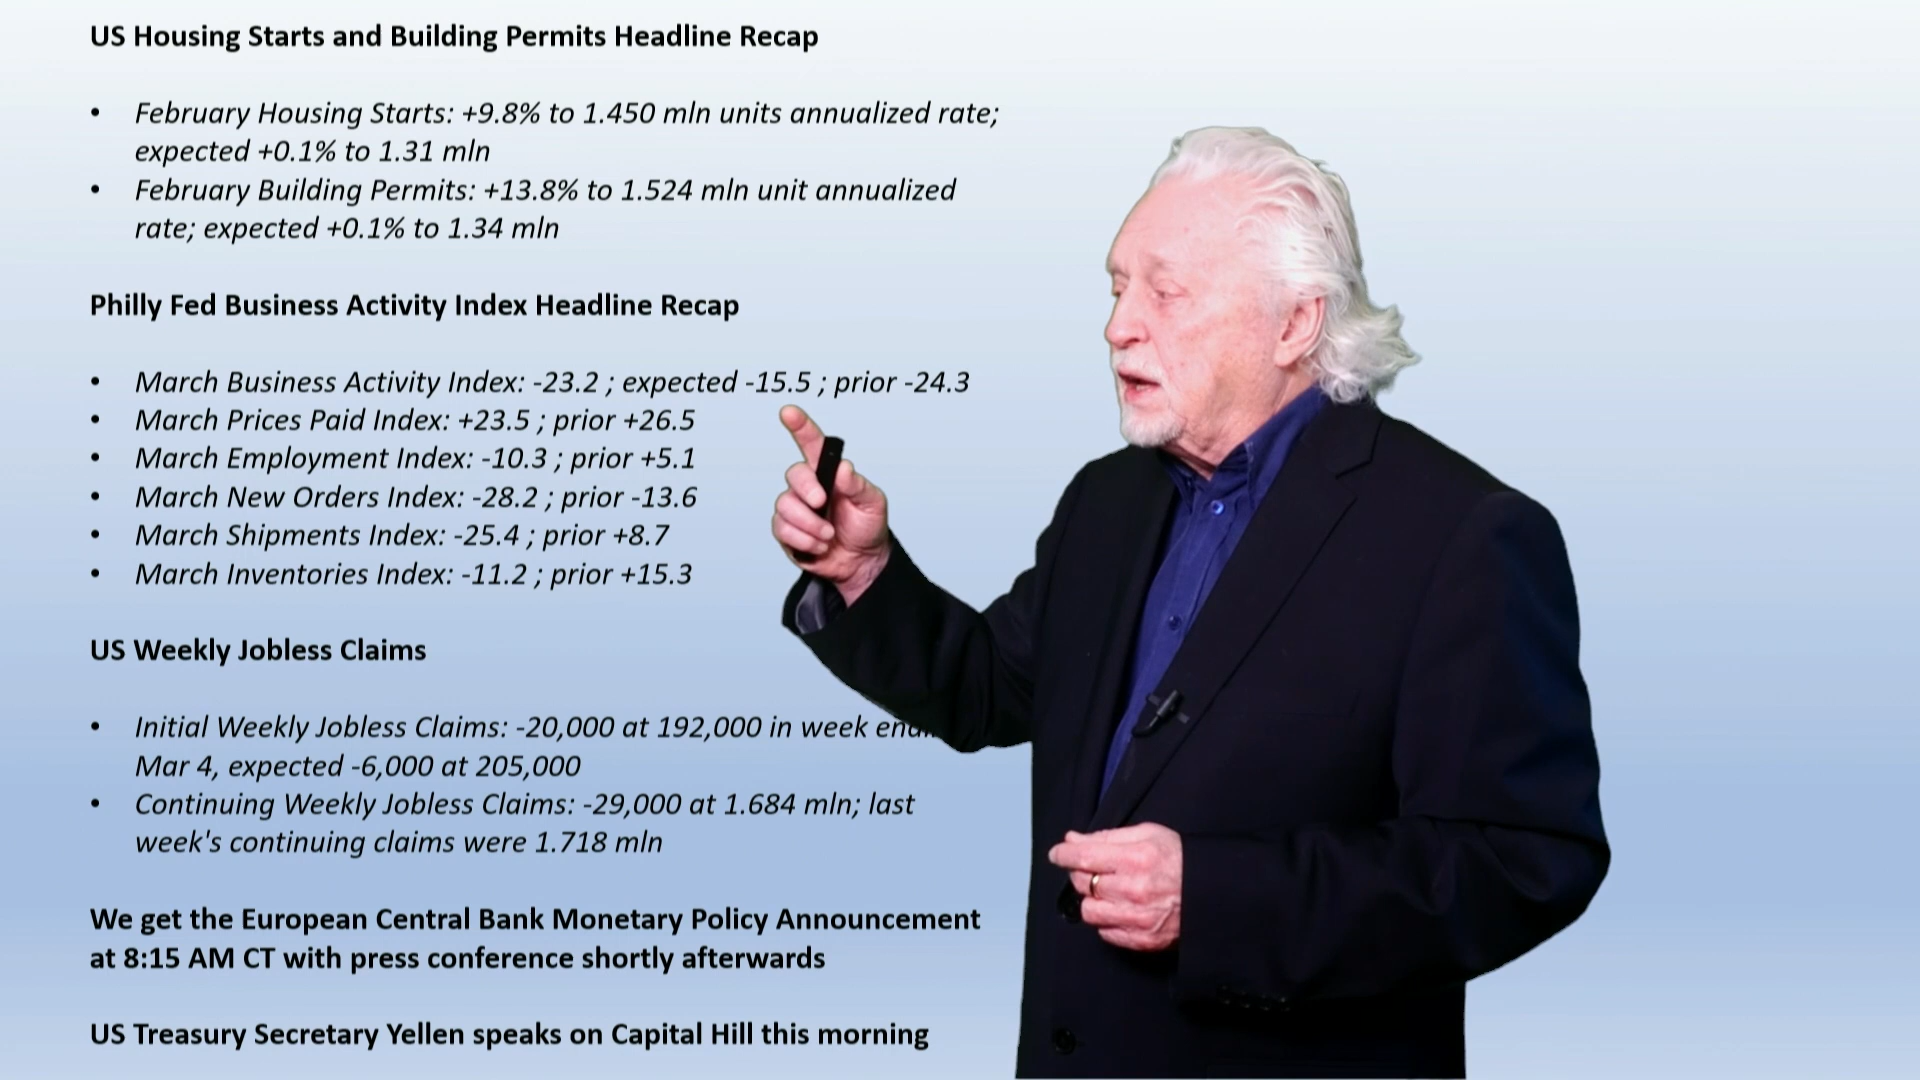 US Housing Starts and Building Permits Headline Recap
• February Housing Starts: +9.8% to 1.450 mln units annualized rate;
expected +0.1% to 1.31 mln
• February Building Permits: +13.8% to 1.524 mln unit annualized
rate; expected +0.1% to 1.34 mln
Philly Fed Business Activity Index Headline Recap
• March Business Activity Index: -23.2 ; expected -15.5 ; prior -24.3
• March Prices Paid Index: +23.5 ; prior +26.5
• March Employment Index: -10.3 ; prior +5.1
• March New Orders Index: -28.2 ; prior -13.6
• March Shipments Index: -25.4 ; prior +8.7
• March Inventories Index: -11.2 ; prior +15.3
US Weekly Jobless Claims
• Initial Weekly Jobless Claims: -20,000 at 192,000 in week
Mar 4, expected -6,000 at 205,000
• Continuing Weekly Jobless Claims: -29,000 at 1.684 mln; last
week's continuing claims were 1.718 mln
We get the European Central Bank Monetary Policy Announcement
at 8:15 AM CT with press conference shortly afterwards
US Treasury Secretary Yellen speaks on Capital Hill this morning